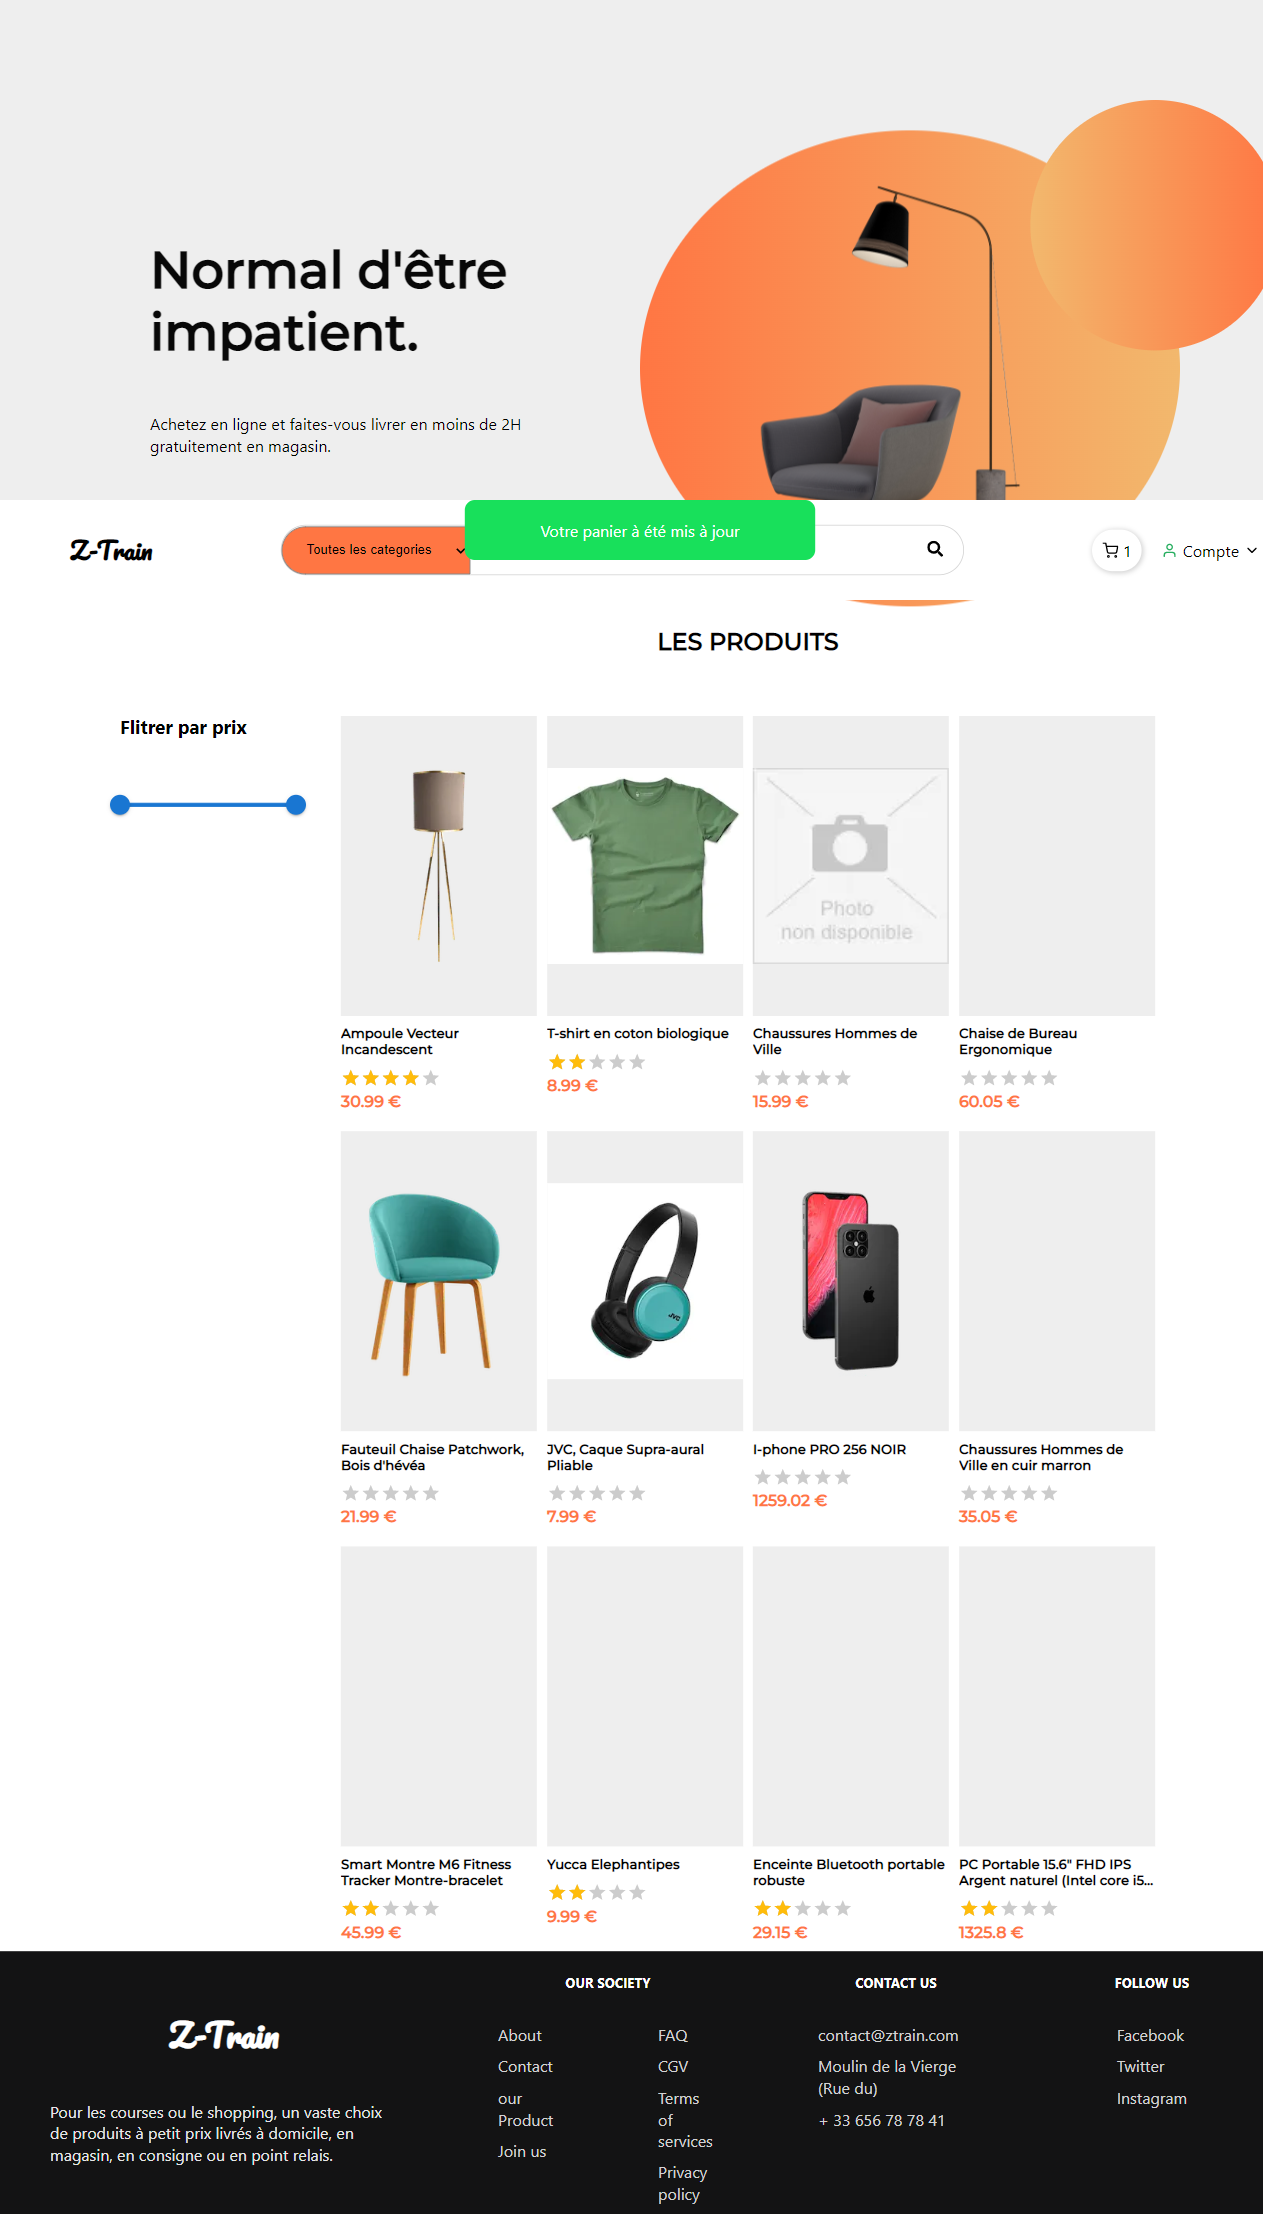 Normal d'être
impatient.
Achetez en ligne et faites-vous livrer en moins de 2H
gratuitement en magasin.
Z-Train
Toutes les categories
Votre panier à été mis à jour
1
Compte
LES PRODUITS
Flitrer par prix
Photo
non disponible
Ampoule Vecteur
Incandescent
30.99 €
T-shirt en coton biologique
8.99 €
Chaussures Hommes de
Ville
15.99 €
Chaise de Bureau
Ergonomique
60.05 €
JVC
Fauteuil Chaise Patchwork,
Bois d'hévéa
21.99 €
JVC, Caque Supra-aural
Pliable
7.99 €
I-phone PRO 256 NOIR
1259.02 €
Chaussures Hommes de
Ville en cuir marron
35.05 €
Smart Montre M6 Fitness
Tracker Montre-bracelet
45.99 €
Yucca Elephantipes
9.99 €
Enceinte Bluetooth portable
robuste
29.15 €
PC Portable 15.6" FHD IPS
Argent naturel (Intel core i5...
1325.8 €
Z-Train
Pour les courses ou le shopping, un vaste choix
de produits à petit prix livrés à domicile, en
magasin, en consigne ou en point relais.
OUR SOCIETY
About
Contact
our
Product
Join us
FAQ
CGV
Terms
of
services
Privacy
policy
CONTACT US
contact@ztrain.com
Moulin de la Vierge
(Rue du)
+ 33 656 78 78 41
FOLLOW US
Facebook
Twitter
Instagram